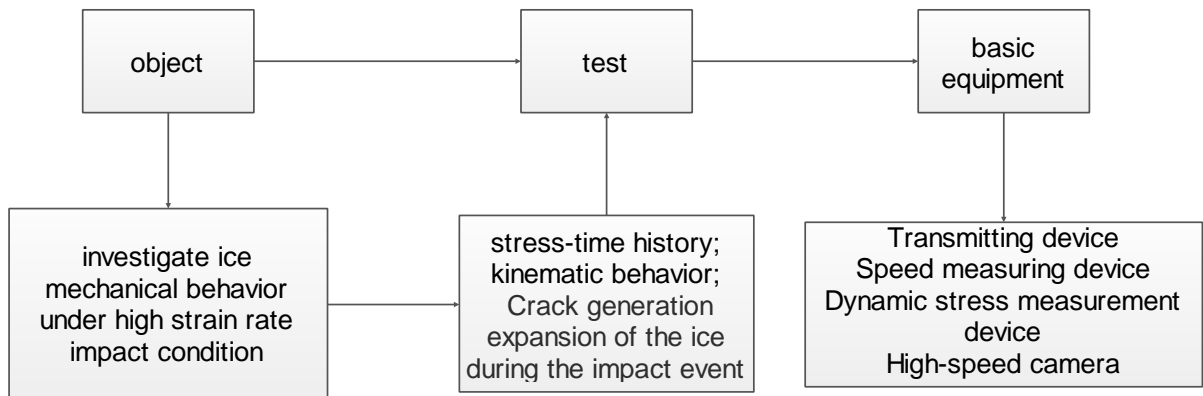 object
test
basic
equipment
investigate ice
mechanical behavior
under high strain rate
impact condition
stress-time history;
kinematic behavior;
Crack generation
expansion of the ice
during the impact event
Transmitting device
Speed measuring device
Dynamic stress measurement
device
High-speed camera